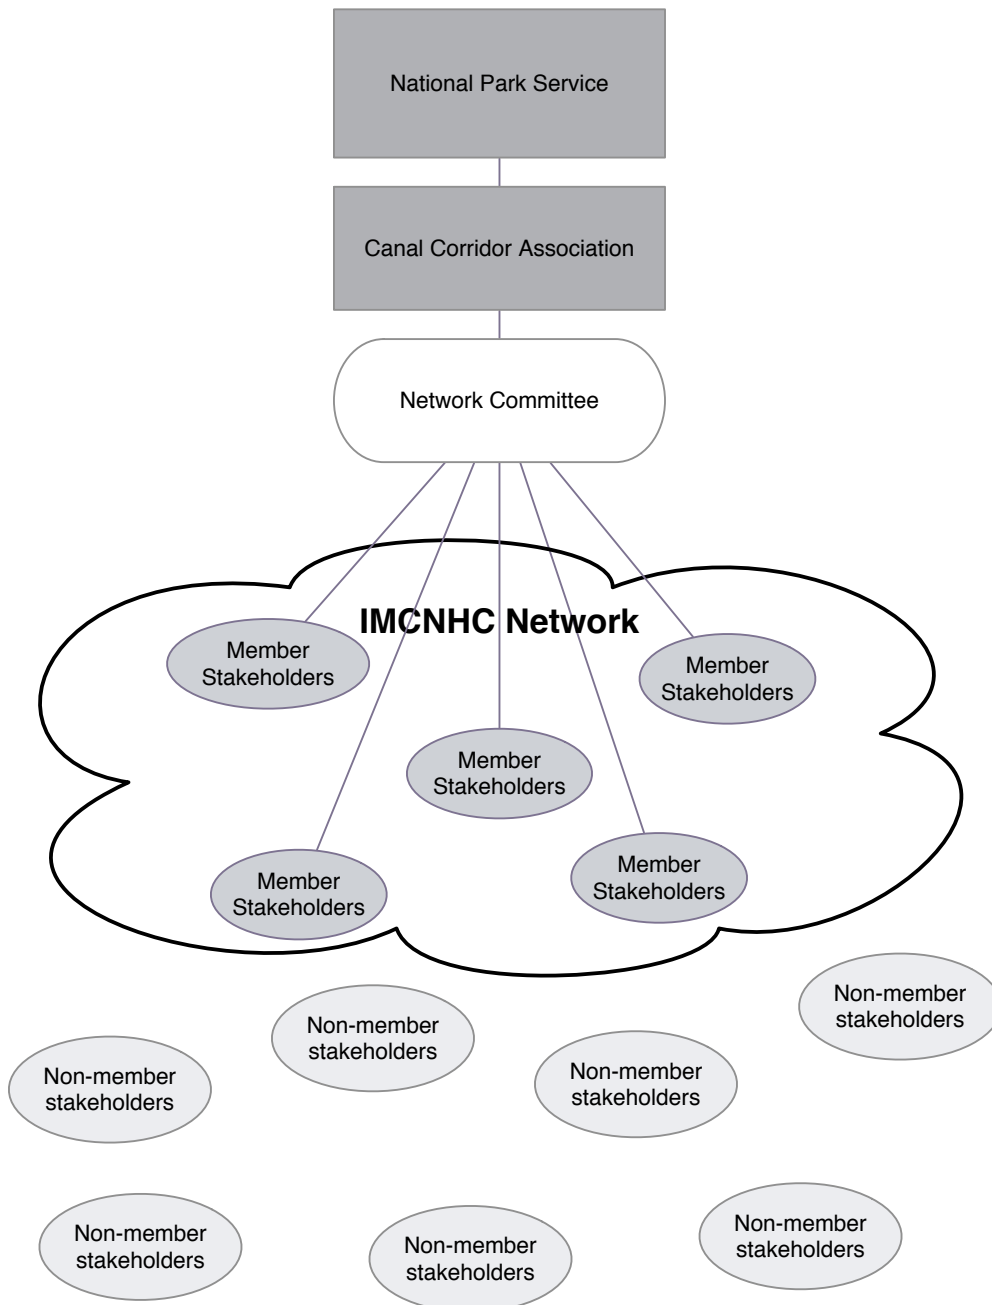 National Park Service
Canal Corridor Association
Network Committee
IMCNHC Network
Member
Stakeholders
Member
Stakeholders
Member
Stakeholders
Member
Stakeholders
Member
Stakeholders
Non-member
stakeholders
Non-member
stakeholders
Non-member
stakeholders
Non-member
stakeholders
Non-member
stakeholders
Non-member
stakeholders
Non-member
stakeholders